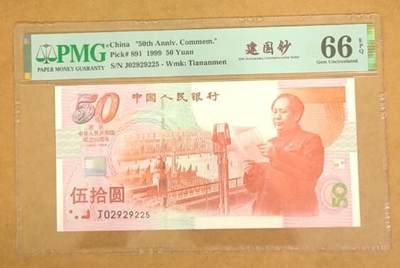 PMG
PAPER MONEY GUARANTY
China "50th Anniv. Commem."
Pick# 891 1999 50 Yuan
S/N J02929225 - Wmk: Tiananmen
建国钞
66 EPQ
Gem Uncirculated
中国人民银行
50
伍拾圆
J02929225
50